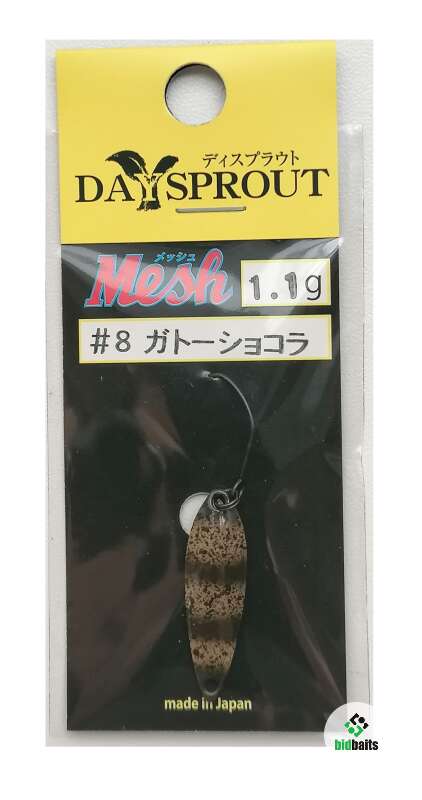 ディスプラウト
DAYSPROUT
メッシュ
Mesh
1.1g
#8 ガトーショコラ
made in Japan
bidbaits